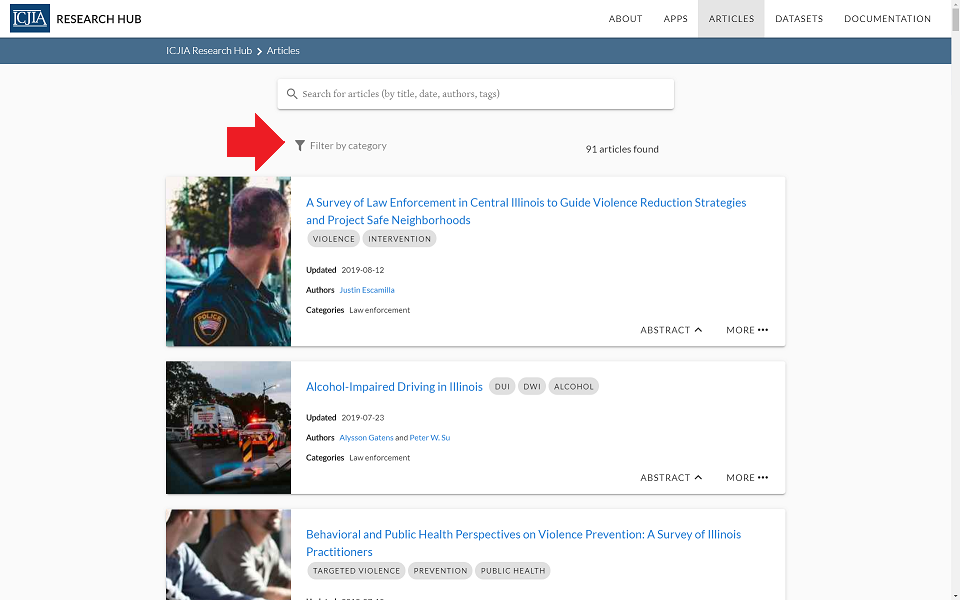 ICJIA RESEARCH HUB
ABOUT APPS ARTICLES DATASETS DOCUMENTATION
ICJIA Research Hub > Articles
Search for articles (by title, date, authors, tags)
Filter by category
91 articles found
A Survey of Law Enforcement in Central Illinois to Guide Violence Reduction Strategies
and Project Safe Neighborhoods
VIOLENCE INTERVENTION
Updated 2019-08-12
Authors Justin Escamilla
Categories Law enforcement
ABSTRACT MORE •••
POLICE
Alcohol-Impaired Driving in Illinois DUI DWI ALCOHOL
Updated 2019-07-23
Authors Alysson Gatens and Peter W. Su
Categories Law enforcement
ABSTRACT MORE •••
Behavioral and Public Health Perspectives on Violence Prevention: A Survey of Illinois
Practitioners
TARGETED VIOLENCE PREVENTION PUBLIC HEALTH